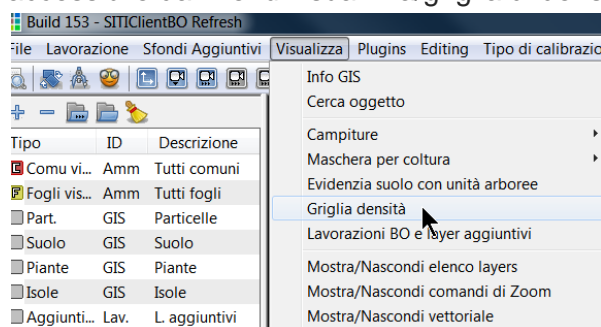 Build 153 - SITIClientBO Refresh
File Lavorazione Sfondi Aggiuntivi Visualizza Plugins Editing Tipo di calibrazio
Info GIS
Cerca oggetto
Campiture
Maschera per coltura
Evidenzia suolo con unità arboree
Griglia densità
Lavorazioni BO e layer aggiuntivi
Mostra/Nascondi elenco layers
Mostra/Nascondi comandi di Zoom
Mostra/Nascondi vettoriale
Tipo ID Descrizione
C Comu vi... Amm Tutti comuni
F Fogli vis... Amm Tutti fogli
Part. GIS Particelle
Suolo GIS Suolo
Piante GIS Piante
Isole GIS Isole
Aggiunti... Lav. L. aggiuntivi